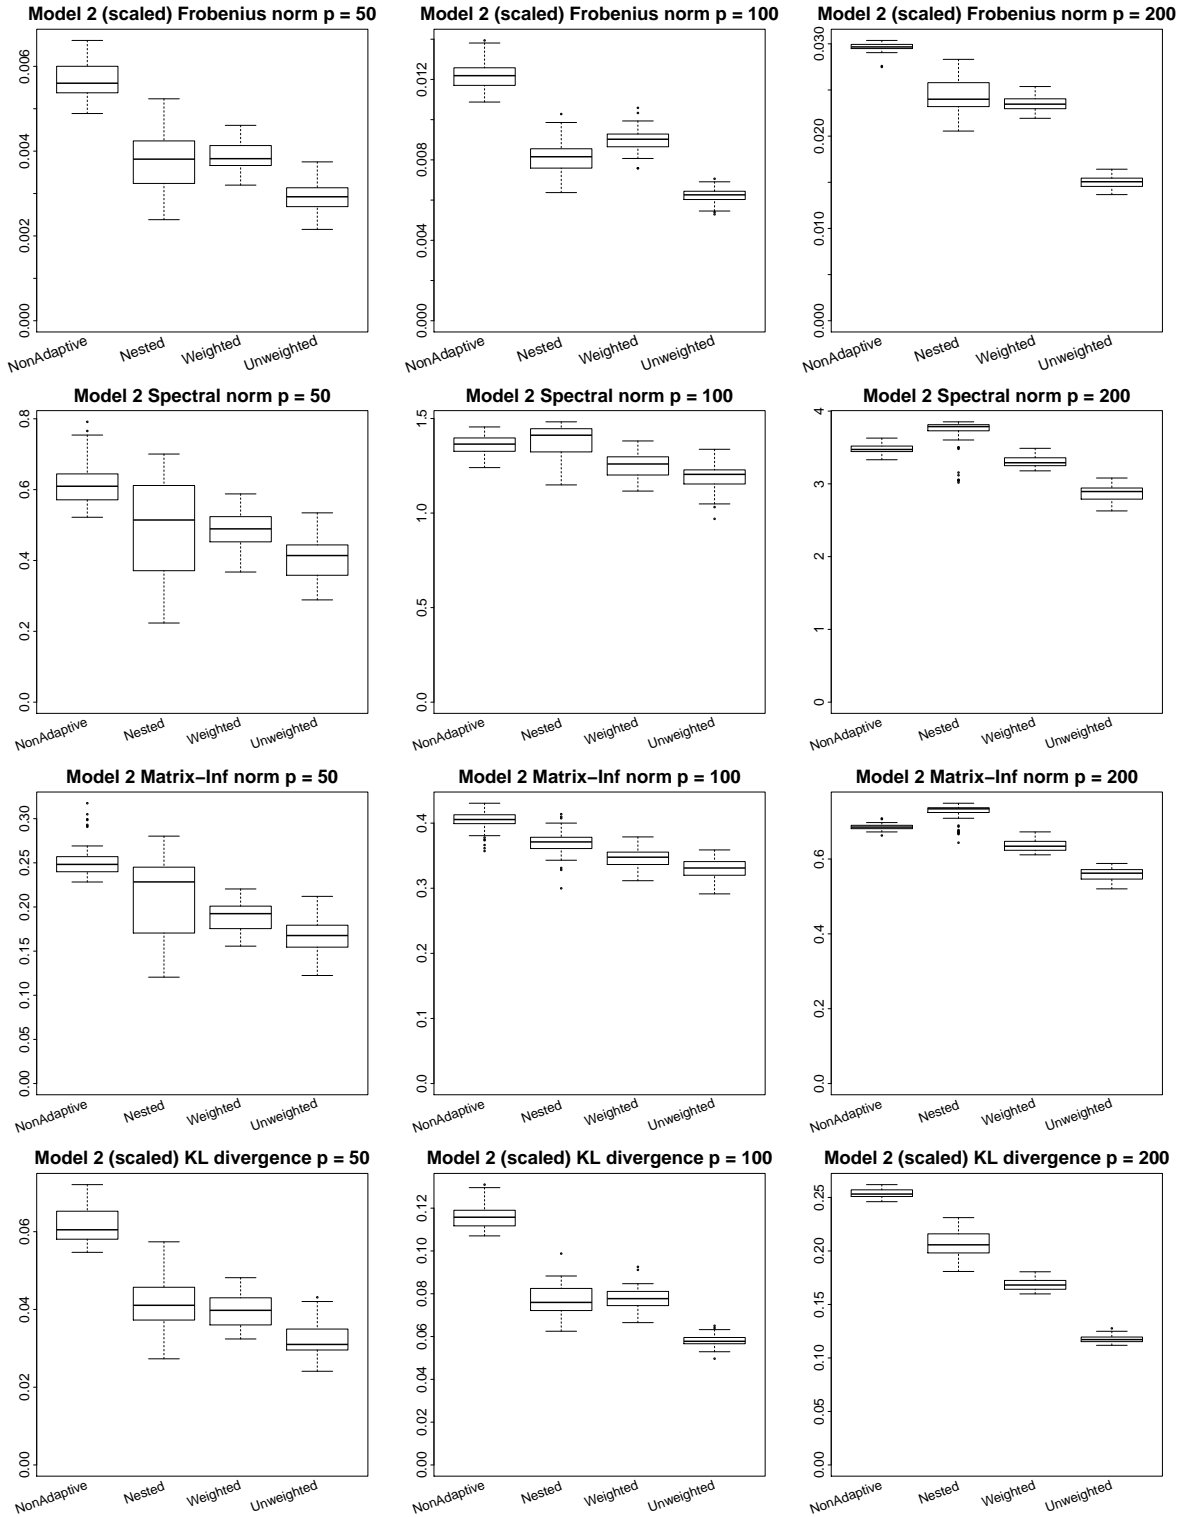 Model 2 (scaled) Frobenius norm p = 50
0.006
0.004
0.002
0.000
NonAdaptive
Nested
Weighted
Unweighted
Model 2 (scaled) Frobenius norm p = 100
0.012
0.008
0.004
0.000
NonAdaptive
Nested
Weighted
Unweighted
Model 2 (scaled) Frobenius norm p = 200
0.030
0.020
0.010
0.000
NonAdaptive
Nested
Weighted
Unweighted
Model 2 Spectral norm p = 50
0.8
0.6
0.4
0.2
0.0
NonAdaptive
Nested
Weighted
Unweighted
Model 2 Spectral norm p = 100
1.5
1.0
0.5
0.0
NonAdaptive
Nested
Weighted
Unweighted
Model 2 Spectral norm p = 200
4
3
2
1
0
NonAdaptive
Nested
Weighted
Unweighted
Model 2 Matrix−Inf norm p = 50
0.30
0.25
0.20
0.15
0.10
0.05
0.00
NonAdaptive
Nested
Weighted
Unweighted
Model 2 Matrix−Inf norm p = 100
0.4
0.3
0.2
0.1
0.0
NonAdaptive
Nested
Weighted
Unweighted
Model 2 Matrix−Inf norm p = 200
0.6
0.4
0.2
0.0
NonAdaptive
Nested
Weighted
Unweighted
Model 2 (scaled) KL divergence p = 50
0.06
0.04
0.02
0.00
NonAdaptive
Nested
Weighted
Unweighted
Model 2 (scaled) KL divergence p = 100
0.12
0.10
0.08
0.06
0.04
0.02
0.00
NonAdaptive
Nested
Weighted
Unweighted
Model 2 (scaled) KL divergence p = 200
0.25
0.20
0.15
0.10
0.05
0.00
NonAdaptive
Nested
Weighted
Unweighted